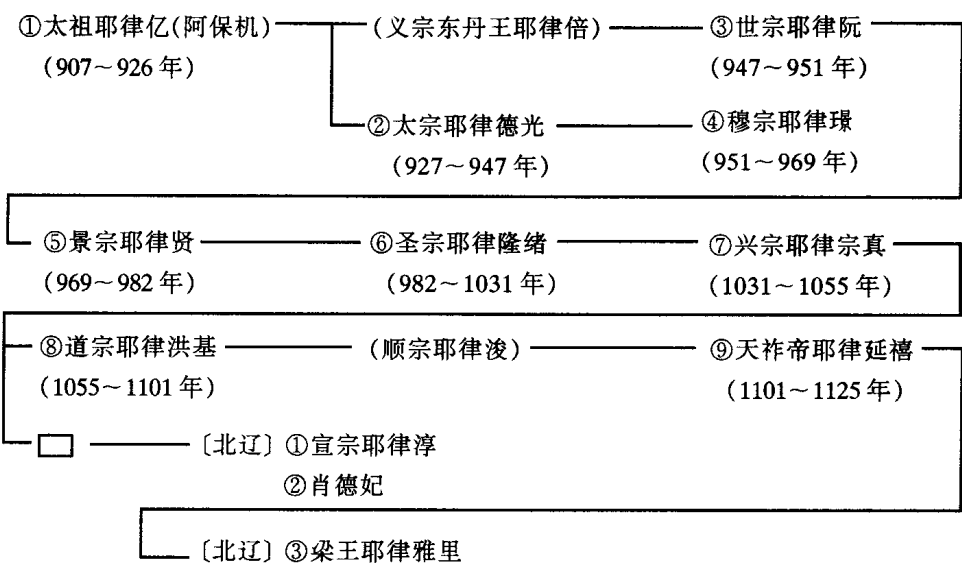 ①太祖耶律亿(阿保机) (义宗东丹王耶律倍) ③世宗耶律阮
(907～926年) (947～951年)
②太宗耶律德光 ④穆宗耶律璟
(927～947年) (951～969年)
⑤景宗耶律贤 ⑥圣宗耶律隆绪 ⑦兴宗耶律宗真
(969～982年) (982～1031年) (1031～1055年)
⑧道宗耶律洪基 (顺宗耶律浚) ⑨天祚帝耶律延禧
(1055～1101年) (1101～1125年)
〔北辽〕①宣宗耶律淳
②肖德妃
〔北辽〕③梁王耶律雅里